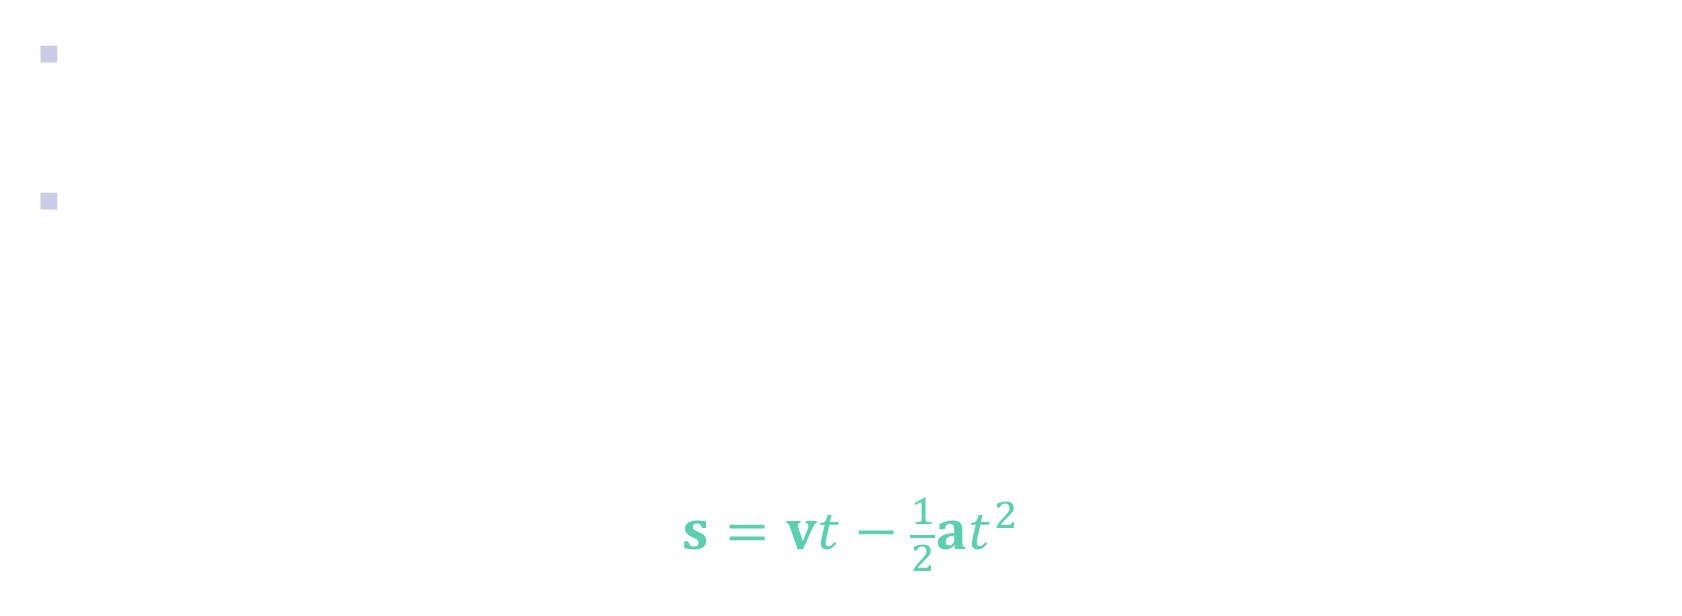 ▪
▪
𝐬 = 𝐯𝑡 − ½𝐚𝑡²